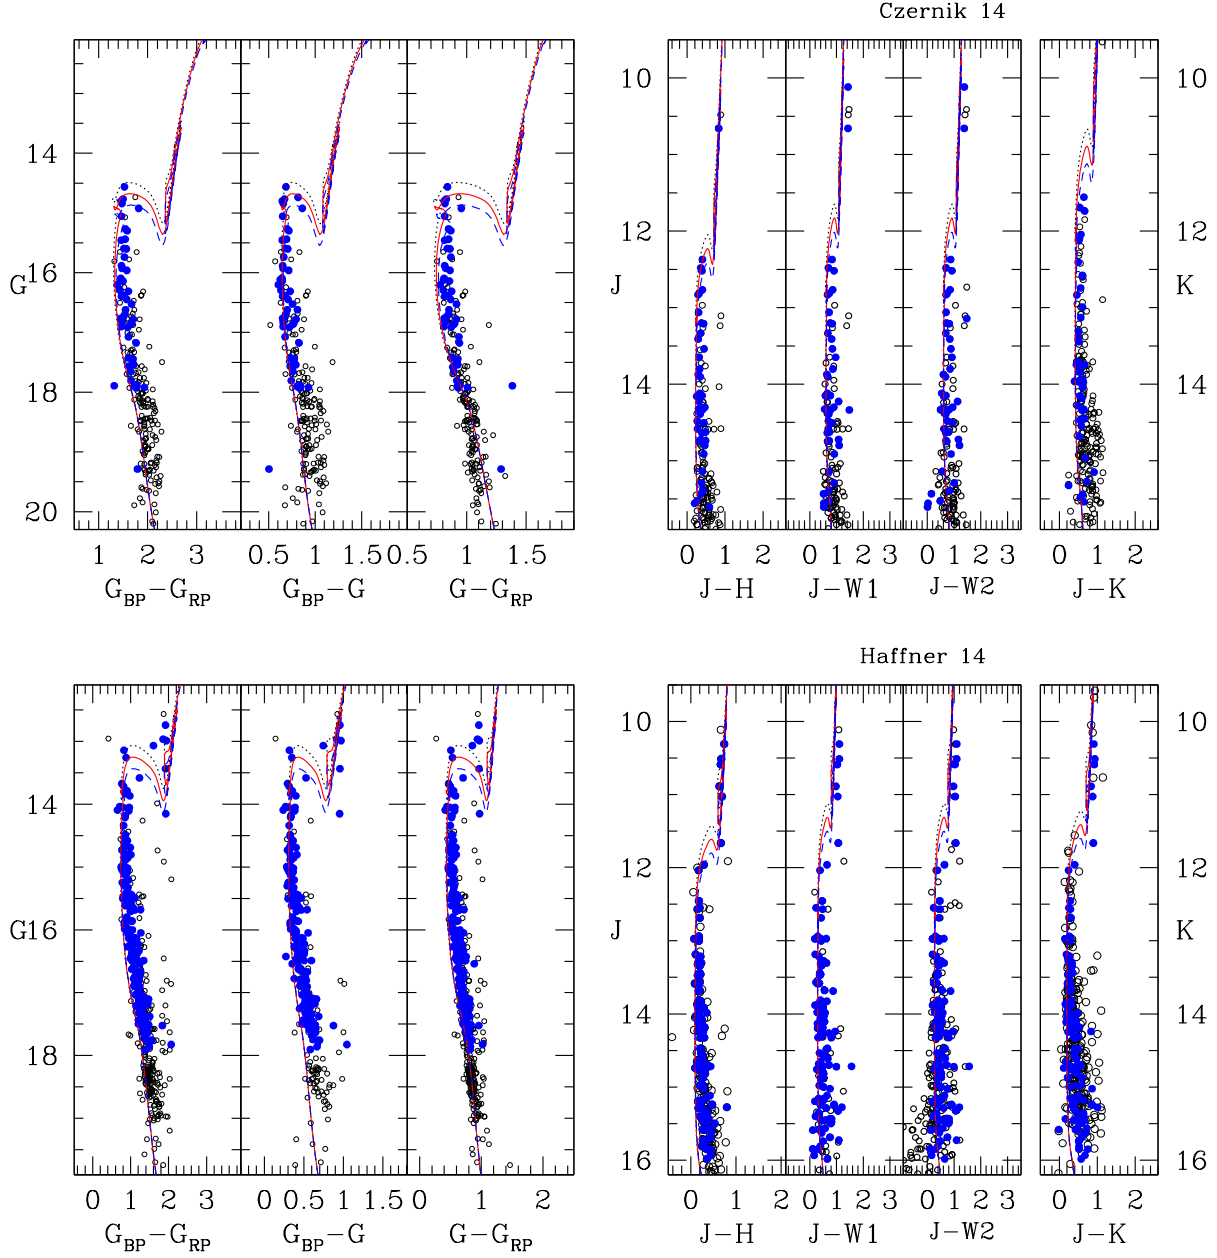 Czernik 14
14
16
18
20
G
1 2 3 0.5 1 1.5 0.5 1 1.5
G_BP−G_RP G_BP−G G−G_RP
10
12
14
J
10
12
14
K
0 1 2 0 1 2 3 0 1 2 3 0 1 2
J−H J−W1 J−W2 J−K
Haffner 14
14
16
18
G
0 1 2 3 0 0.5 1 1.5 0 1 2
G_BP−G_RP G_BP−G G−G_RP
10
12
14
16
J
10
12
14
16
K
0 1 2 0 1 2 3 0 1 2 3 0 1 2
J−H J−W1 J−W2 J−K